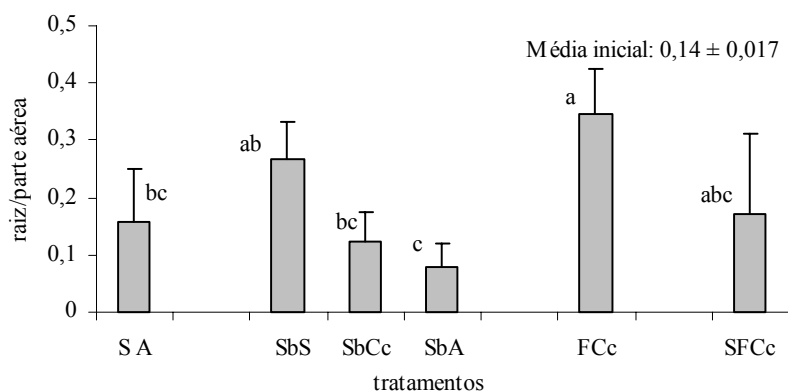 0,5
Média inicial: 0,14 ± 0,017
0,4
a
raiz/parte aérea
0,3
ab
abc
0,2
bc
bc
c
0,1
0
S A SbS SbCc SbA FCc SFCc
tratamentos